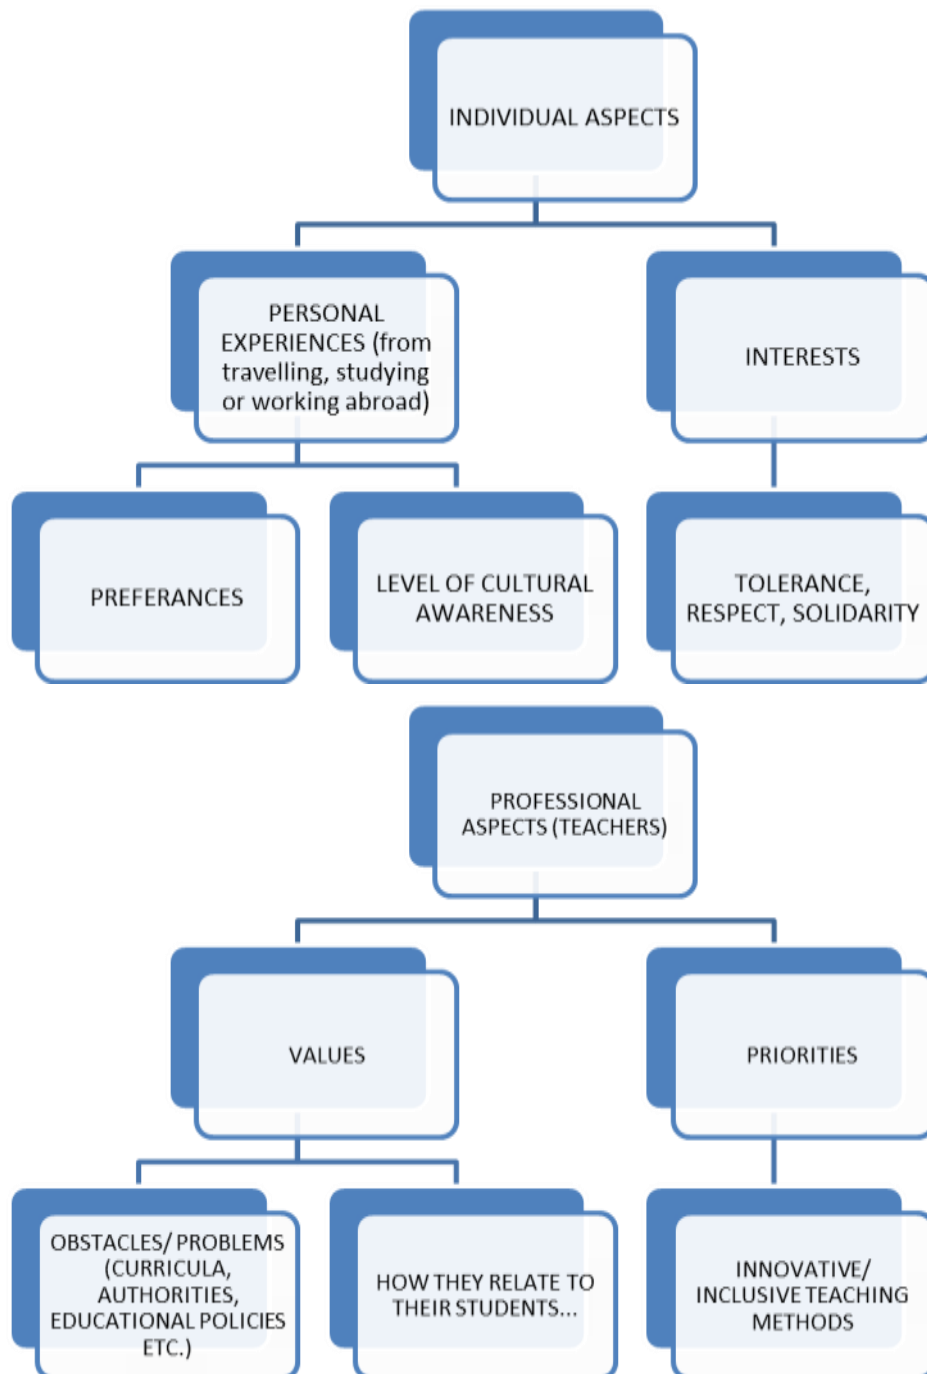 INDIVIDUAL ASPECTS
PERSONAL
EXPERIENCES (from
travelling, studying
or working abroad)
INTERESTS
PREFERANCES
LEVEL OF CULTURAL
AWARENESS
TOLERANCE,
RESPECT, SOLIDARITY
PROFESSIONAL
ASPECTS (TEACHERS)
VALUES
PRIORITIES
OBSTACLES/ PROBLEMS
(CURRICULA,
AUTHORITIES,
EDUCATIONAL POLICIES
ETC.)
HOW THEY RELATE TO
THEIR STUDENTS...
INNOVATIVE/
INCLUSIVE TEACHING
METHODS